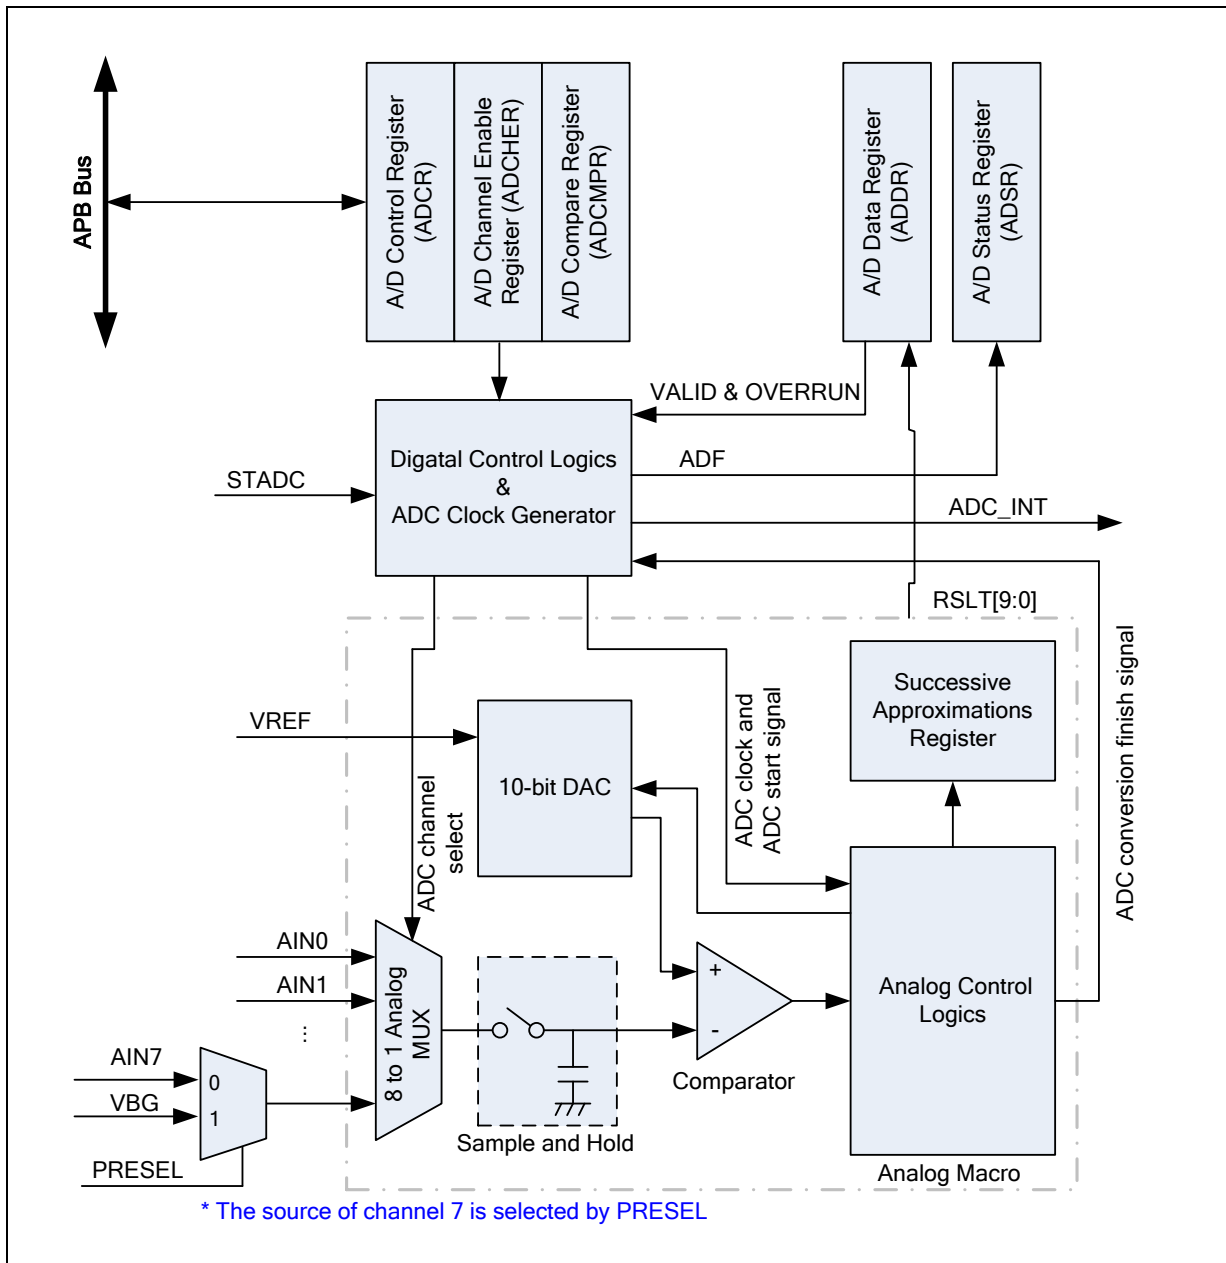 APB Bus
A/D Control Register
(ADCR)
A/D Channel Enable
Register (ADCHER)
A/D Compare Register
(ADCMPR)
A/D Data Register
(ADDR)
A/D Status Register
(ADSR)
VALID & OVERRUN
Digatal Control Logics
&
ADC Clock Generator
STADC
ADF
ADC_INT
RSLT[9:0]
ADC conversion finish signal
Successive
Approximations
Register
VREF
10-bit DAC
ADC clock and
ADC start signal
ADC channel
select
AIN0
AIN1
...
8 to 1 Analog
MUX
+
-
Comparator
Analog Control
Logics
AIN7
0
VBG
1
Sample and Hold
PRESEL
Analog Macro
* The source of channel 7 is selected by PRESEL